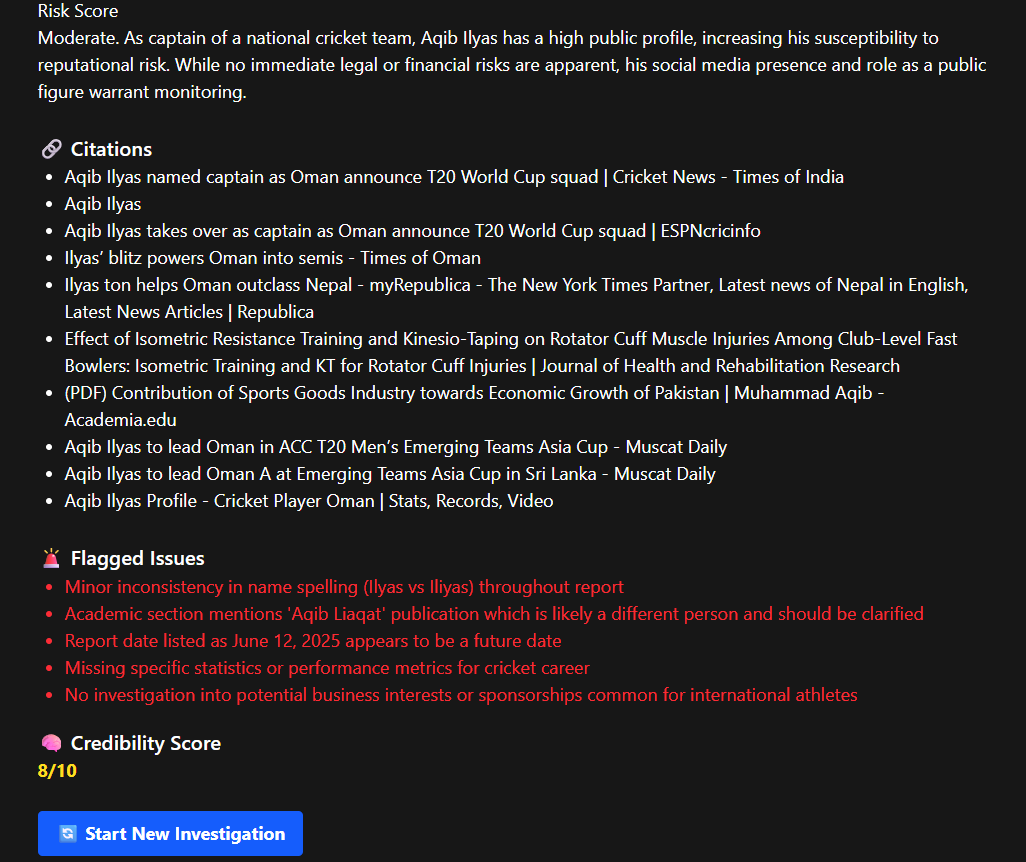 Risk Score
Moderate. As captain of a national cricket team, Aqib Ilyas has a high public profile, increasing his susceptibility to
reputational risk. While no immediate legal or financial risks are apparent, his social media presence and role as a public
figure warrant monitoring.
Citations
Aqib Ilyas named captain as Oman announce T20 World Cup squad | Cricket News - Times of India
Aqib Ilyas
Aqib Ilyas takes over as captain as Oman announce T20 World Cup squad | ESPNcricinfo
Ilyas’ blitz powers Oman into semis - Times of Oman
Ilyas ton helps Oman outclass Nepal - myRepublica - The New York Times Partner, Latest news of Nepal in English,
Latest News Articles | Republica
Effect of Isometric Resistance Training and Kinesio-Taping on Rotator Cuff Muscle Injuries Among Club-Level Fast
Bowlers: Isometric Training and KT for Rotator Cuff Injuries | Journal of Health and Rehabilitation Research
(PDF) Contribution of Sports Goods Industry towards Economic Growth of Pakistan | Muhammad Aqib -
Academia.edu
Aqib Ilyas to lead Oman in ACC T20 Men’s Emerging Teams Asia Cup - Muscat Daily
Aqib Ilyas to lead Oman A at Emerging Teams Asia Cup in Sri Lanka - Muscat Daily
Aqib Ilyas Profile - Cricket Player Oman | Stats, Records, Video
Flagged Issues
Minor inconsistency in name spelling (Ilyas vs Iliyas) throughout report
Academic section mentions 'Aqib Liaqat' publication which is likely a different person and should be clarified
Report date listed as June 12, 2025 appears to be a future date
Missing specific statistics or performance metrics for cricket career
No investigation into potential business interests or sponsorships common for international athletes
Credibility Score
8/10
Start New Investigation